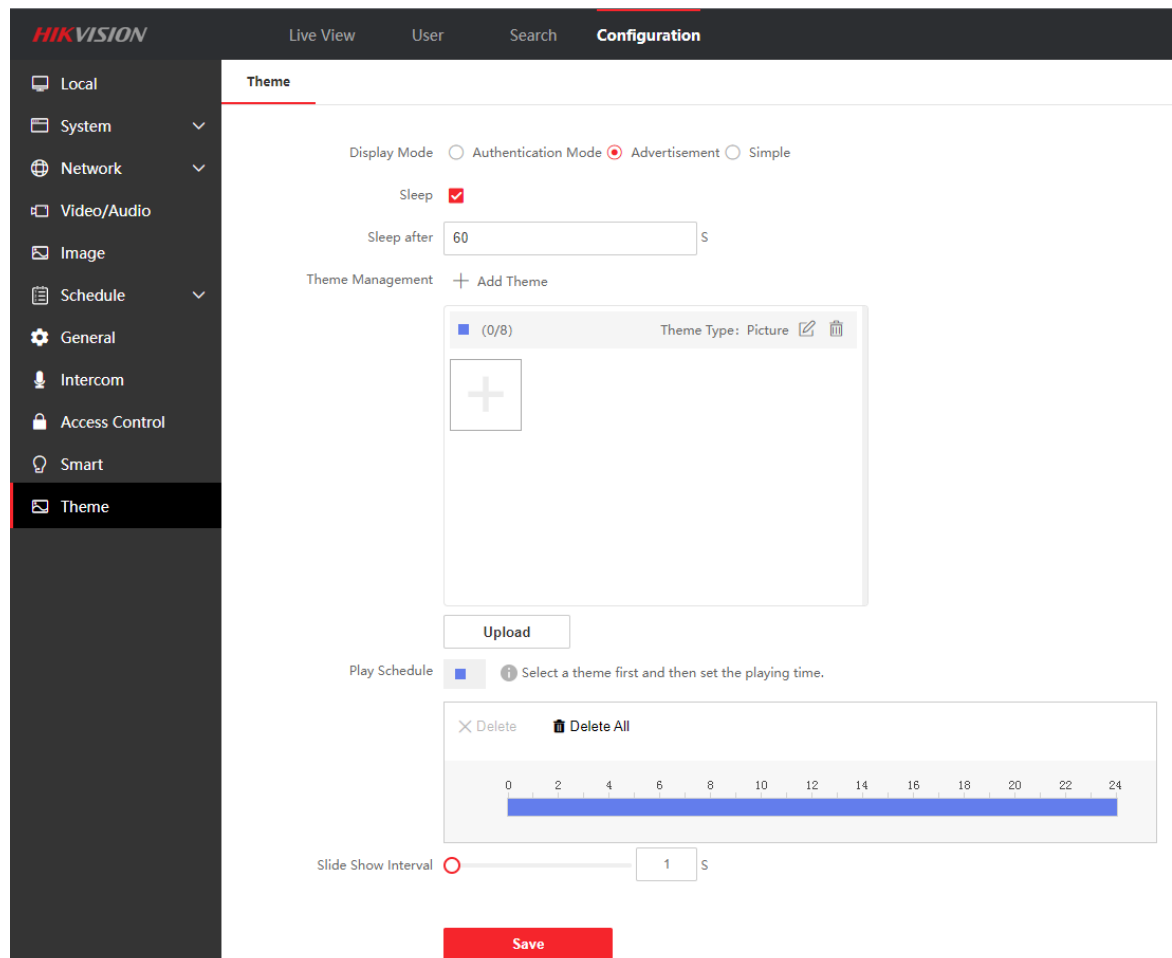 HIKVISION Live View User Search Configuration
Local
System
Network
Video/Audio
Image
Schedule
General
Intercom
Access Control
Smart
Theme
Theme
Display Mode Authentication Mode Advertisement Simple
Sleep
Sleep after 60 S
Theme Management + Add Theme
(0/8) Theme Type: Picture
Upload
Play Schedule Select a theme first and then set the playing time.
Delete Delete All
0 2 4 6 8 10 12 14 16 18 20 22 24
Slide Show Interval 1 S
Save